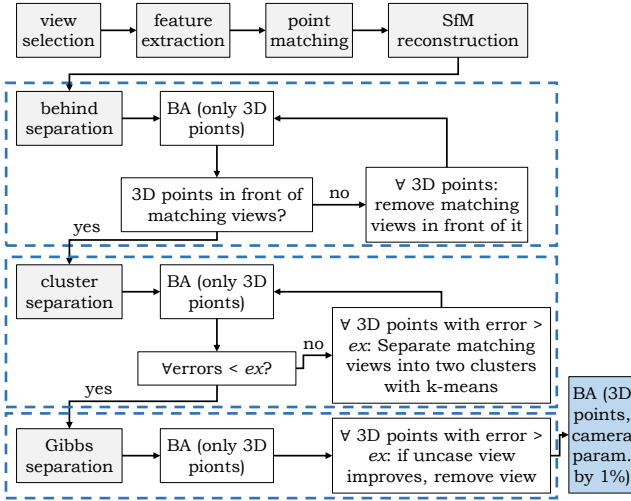 view
selection
feature
extraction
point
matching
SfM
reconstruction
behind
separation
BA (only 3D
pionts)
3D points in front of
matching views?
no
∀ 3D points:
remove matching
views in front of it
yes
cluster
separation
BA (only 3D
pionts)
∀errors < ex?
no
∀ 3D points with error >
ex: Separate matching
views into two clusters
with k-means
yes
Gibbs
separation
BA (only 3D
pionts)
∀ 3D points with error >
ex: if uncase view
improves, remove view
BA (3D
points,
camera
param.
by 1%)